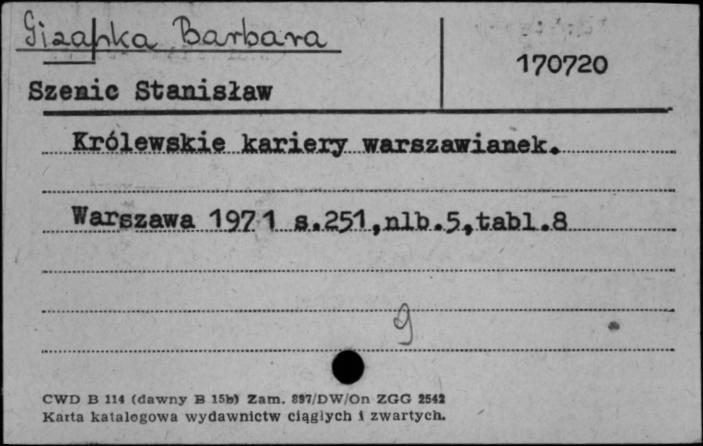 Giżanka Barbara
170720
Szenic Stanisław
Królewskie kariery warszawianek.
Warszawa 1971 s.251,nlb.5,tabl.8
9
CWD B 114 (dawny B 15b) Zam. 897/DW/On ZGG 2542
Karta katalogowa wydawnictw ciągłych i zwartych.